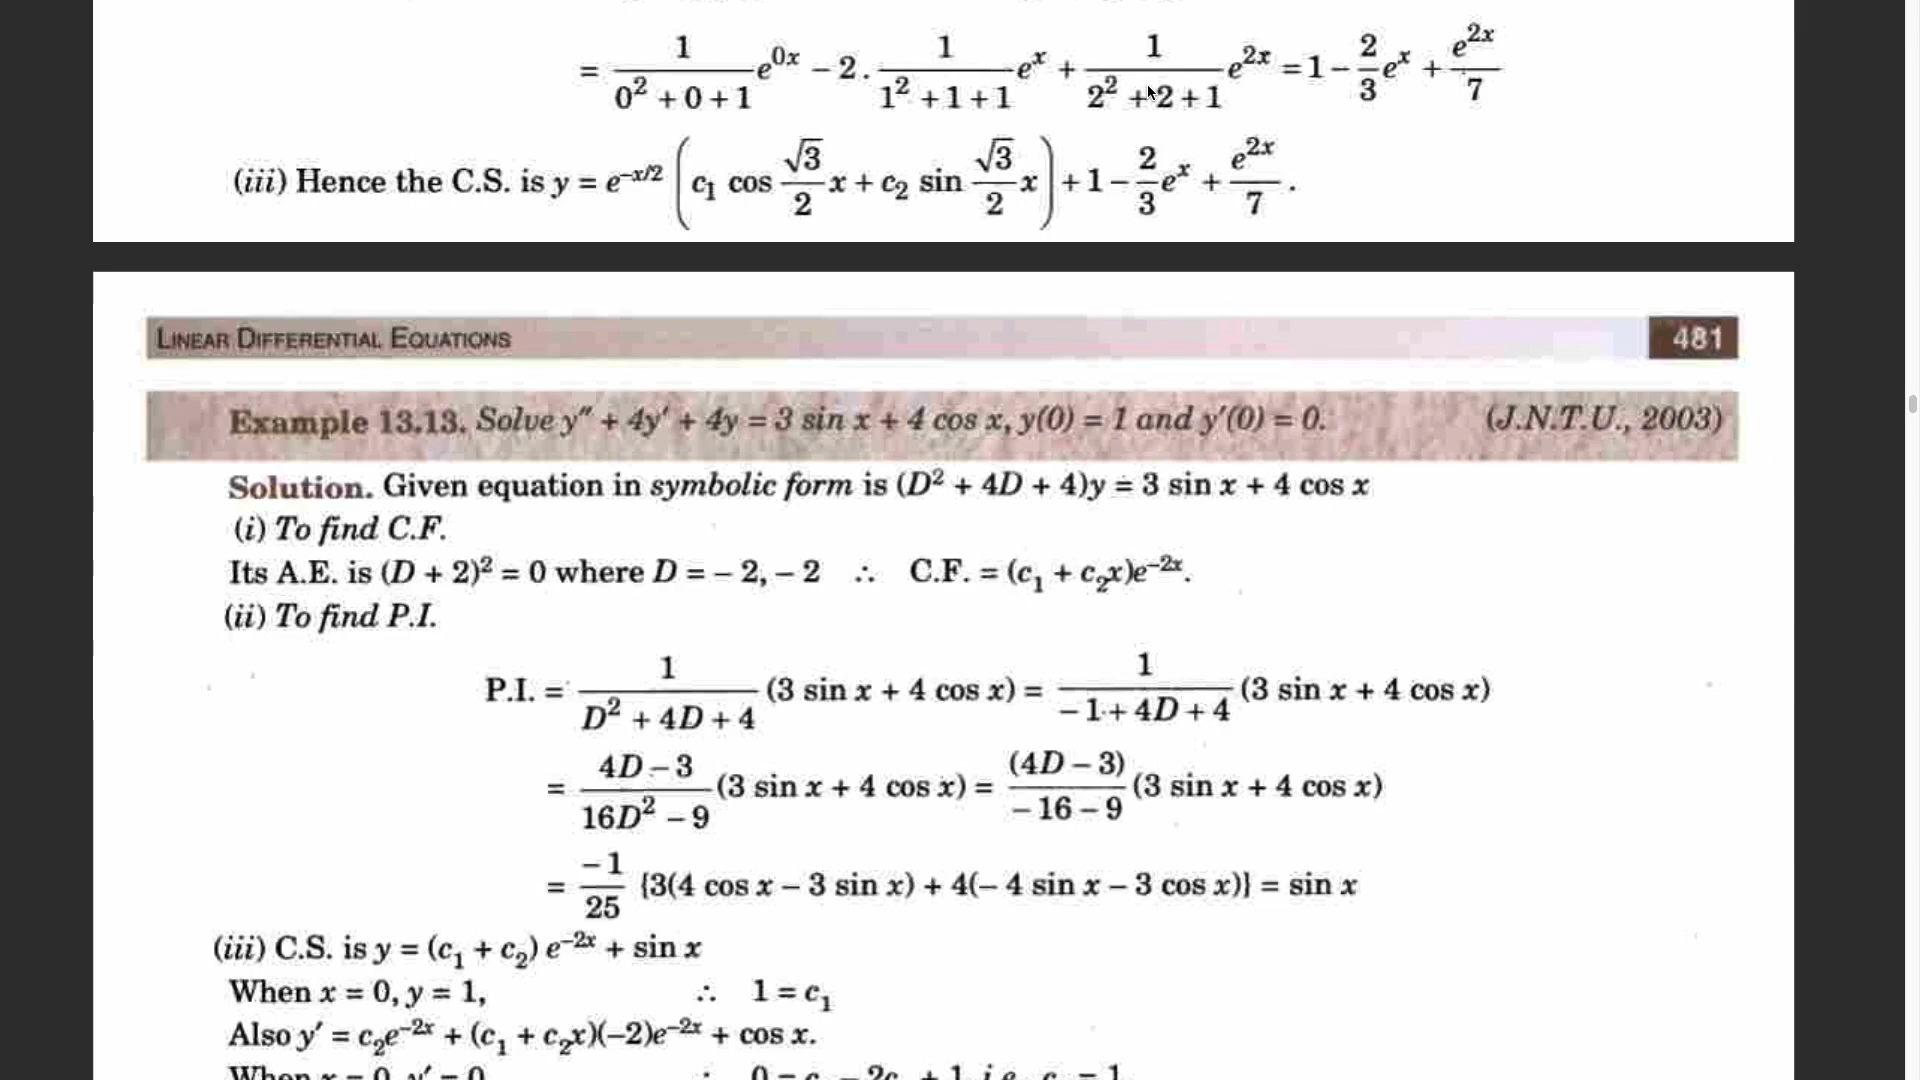 = 1/(0² + 0 + 1) e^{0x} – 2 . 1/(1² + 1 + 1) e^x + 1/(2² + 2 + 1) e^{2x} = 1 – 2/3 e^x + e^{2x}/7
(iii) Hence the C.S. is y = e^{–x/2} ( c₁ cos √3/2 x + c₂ sin √3/2 x ) + 1 – 2/3 e^x + e^{2x}/7 .
LINEAR DIFFERENTIAL EQUATIONS 481
Example 13.13. Solve y″ + 4y′ + 4y = 3 sin x + 4 cos x, y(0) = 1 and y′(0) = 0. (J.N.T.U., 2003)
Solution. Given equation in symbolic form is (D² + 4D + 4)y = 3 sin x + 4 cos x
(i) To find C.F.
Its A.E. is (D + 2)² = 0 where D = – 2, – 2 ∴ C.F. = (c₁ + c₂x)e^{–2x}.
(ii) To find P.I.
P.I. = 1/(D² + 4D + 4) (3 sin x + 4 cos x) = 1/(– 1 + 4D + 4) (3 sin x + 4 cos x)
= (4D – 3)/(16D² – 9) (3 sin x + 4 cos x) = (4D – 3)/(– 16 – 9) (3 sin x + 4 cos x)
= –1/25 {3(4 cos x – 3 sin x) + 4(– 4 sin x – 3 cos x)} = sin x
(iii) C.S. is y = (c₁ + c₂) e^{–2x} + sin x
When x = 0, y = 1, ∴ 1 = c₁
Also y′ = c₂e^{–2x} + (c₁ + c₂x)(–2)e^{–2x} + cos x.
When x = 0, y′ = 0